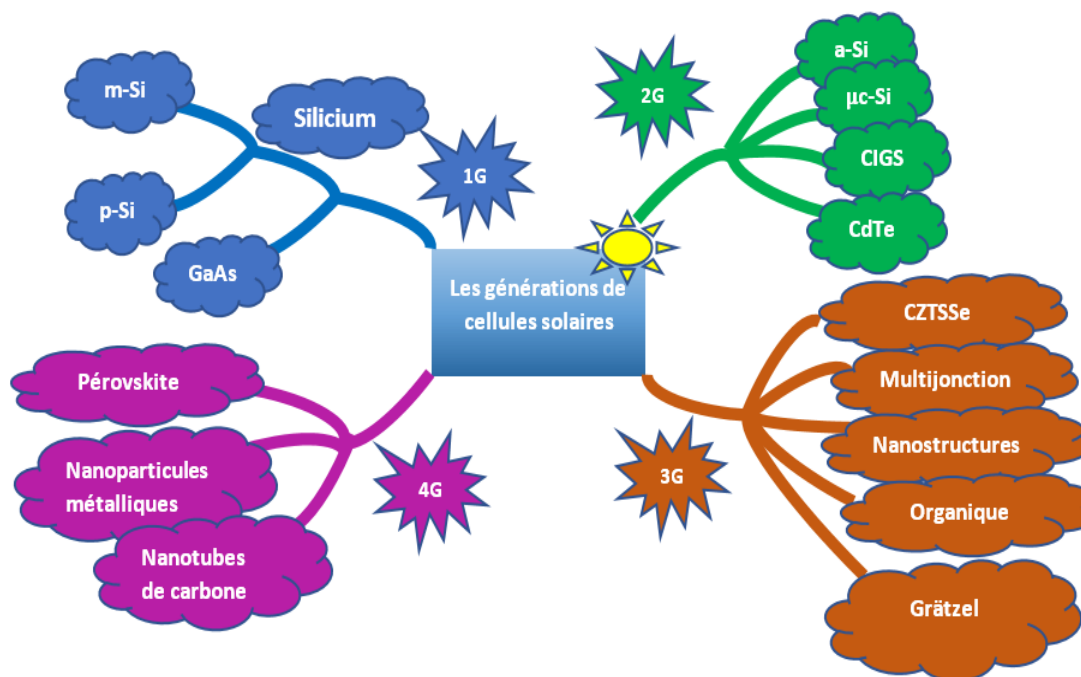 Les générations de
cellules solaires
1G
Silicium
m-Si
p-Si
GaAs
2G
a-Si
µc-Si
CIGS
CdTe
3G
CZTSSe
Multijonction
Nanostructures
Organique
Grätzel
4G
Pérovskite
Nanoparticules
métalliques
Nanotubes
de carbone